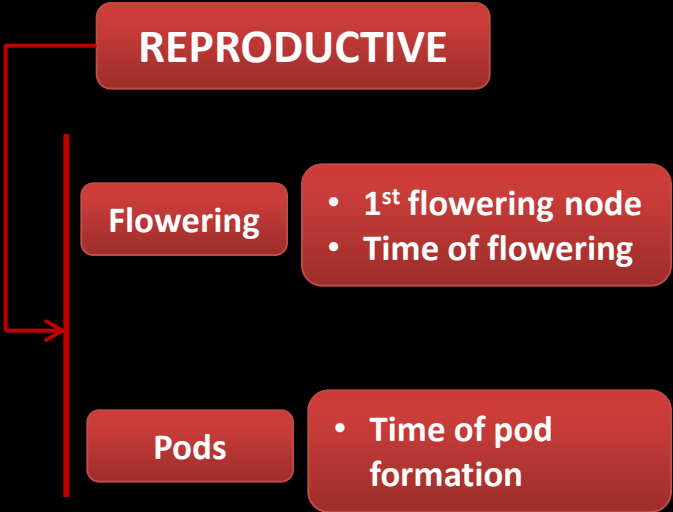 REPRODUCTIVE
Flowering
• 1st flowering node
• Time of flowering
Pods
• Time of pod
formation